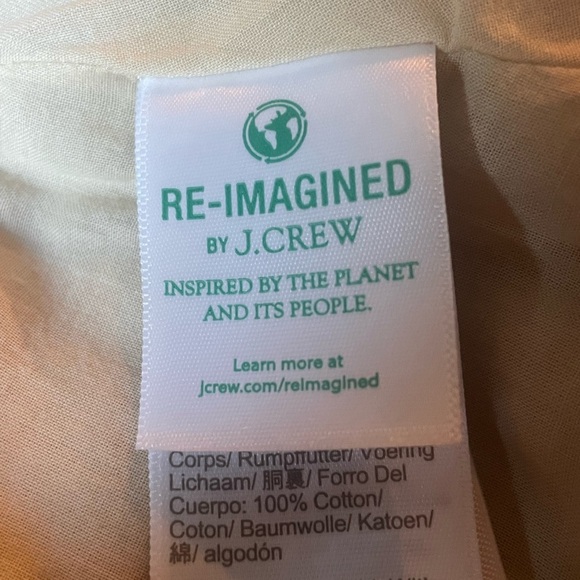 RE-IMAGINED
BY J.CREW
INSPIRED BY THE PLANET
AND ITS PEOPLE.
Learn more at
jcrew.com/reimagined
Corps/ Rumpffutter/ Voering
Lichaam/ 胴裏/ Forro Del
Cuerpo: 100% Cotton/
Coton/ Baumwolle/ Katoen/
綿/ algodón